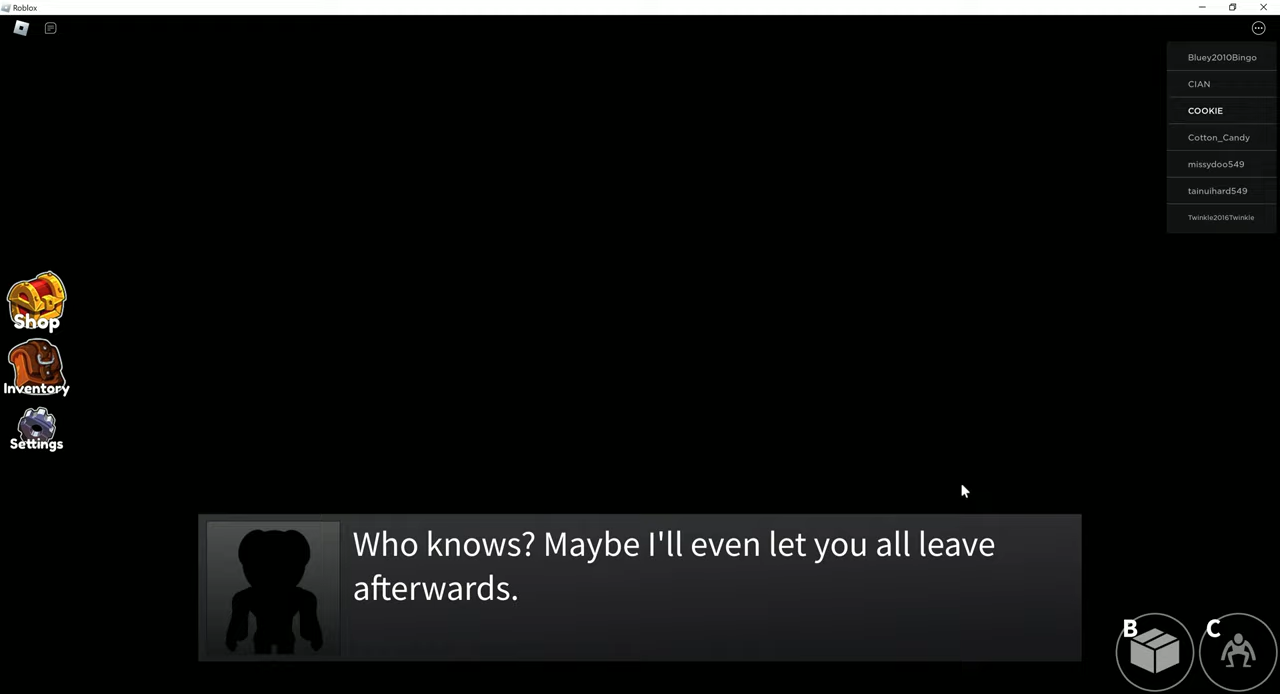 Roblox
Bluey2010Bingo
CIAN
COOKIE
Cotton_Candy
missydoo549
tainuihard549
Twinkle2016Twinkle
Shop
Inventory
Settings
Who knows? Maybe I'll even let you all leave
afterwards.
B
C